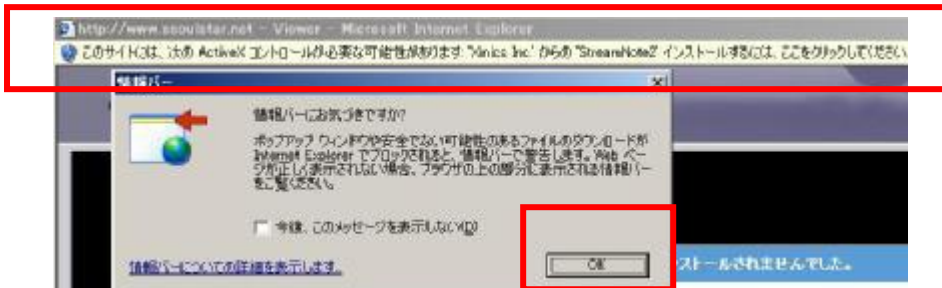 http://www.seoulstar.net - Viewer - Microsoft Internet Explorer
このサイトには、次の ActiveX コントロールが必要な可能性があります: 'Xinics Inc.' からの 'StreamNote2' インストールするには、ここをクリックしてください
情報バー
情報バーにお気づきですか?
ポップアップ ウィンドウや安全でない可能性のあるファイルのダウンロードが
Internet Explorer でブロックされると、情報バーで警告します。Web ペー
ジが正しく表示されない場合、ブラウザの上の部分に表示される情報バー
をご覧ください。
今後、このメッセージを表示しない(D)
情報バーについての詳細を表示します。
OK
ストールされませんでした。